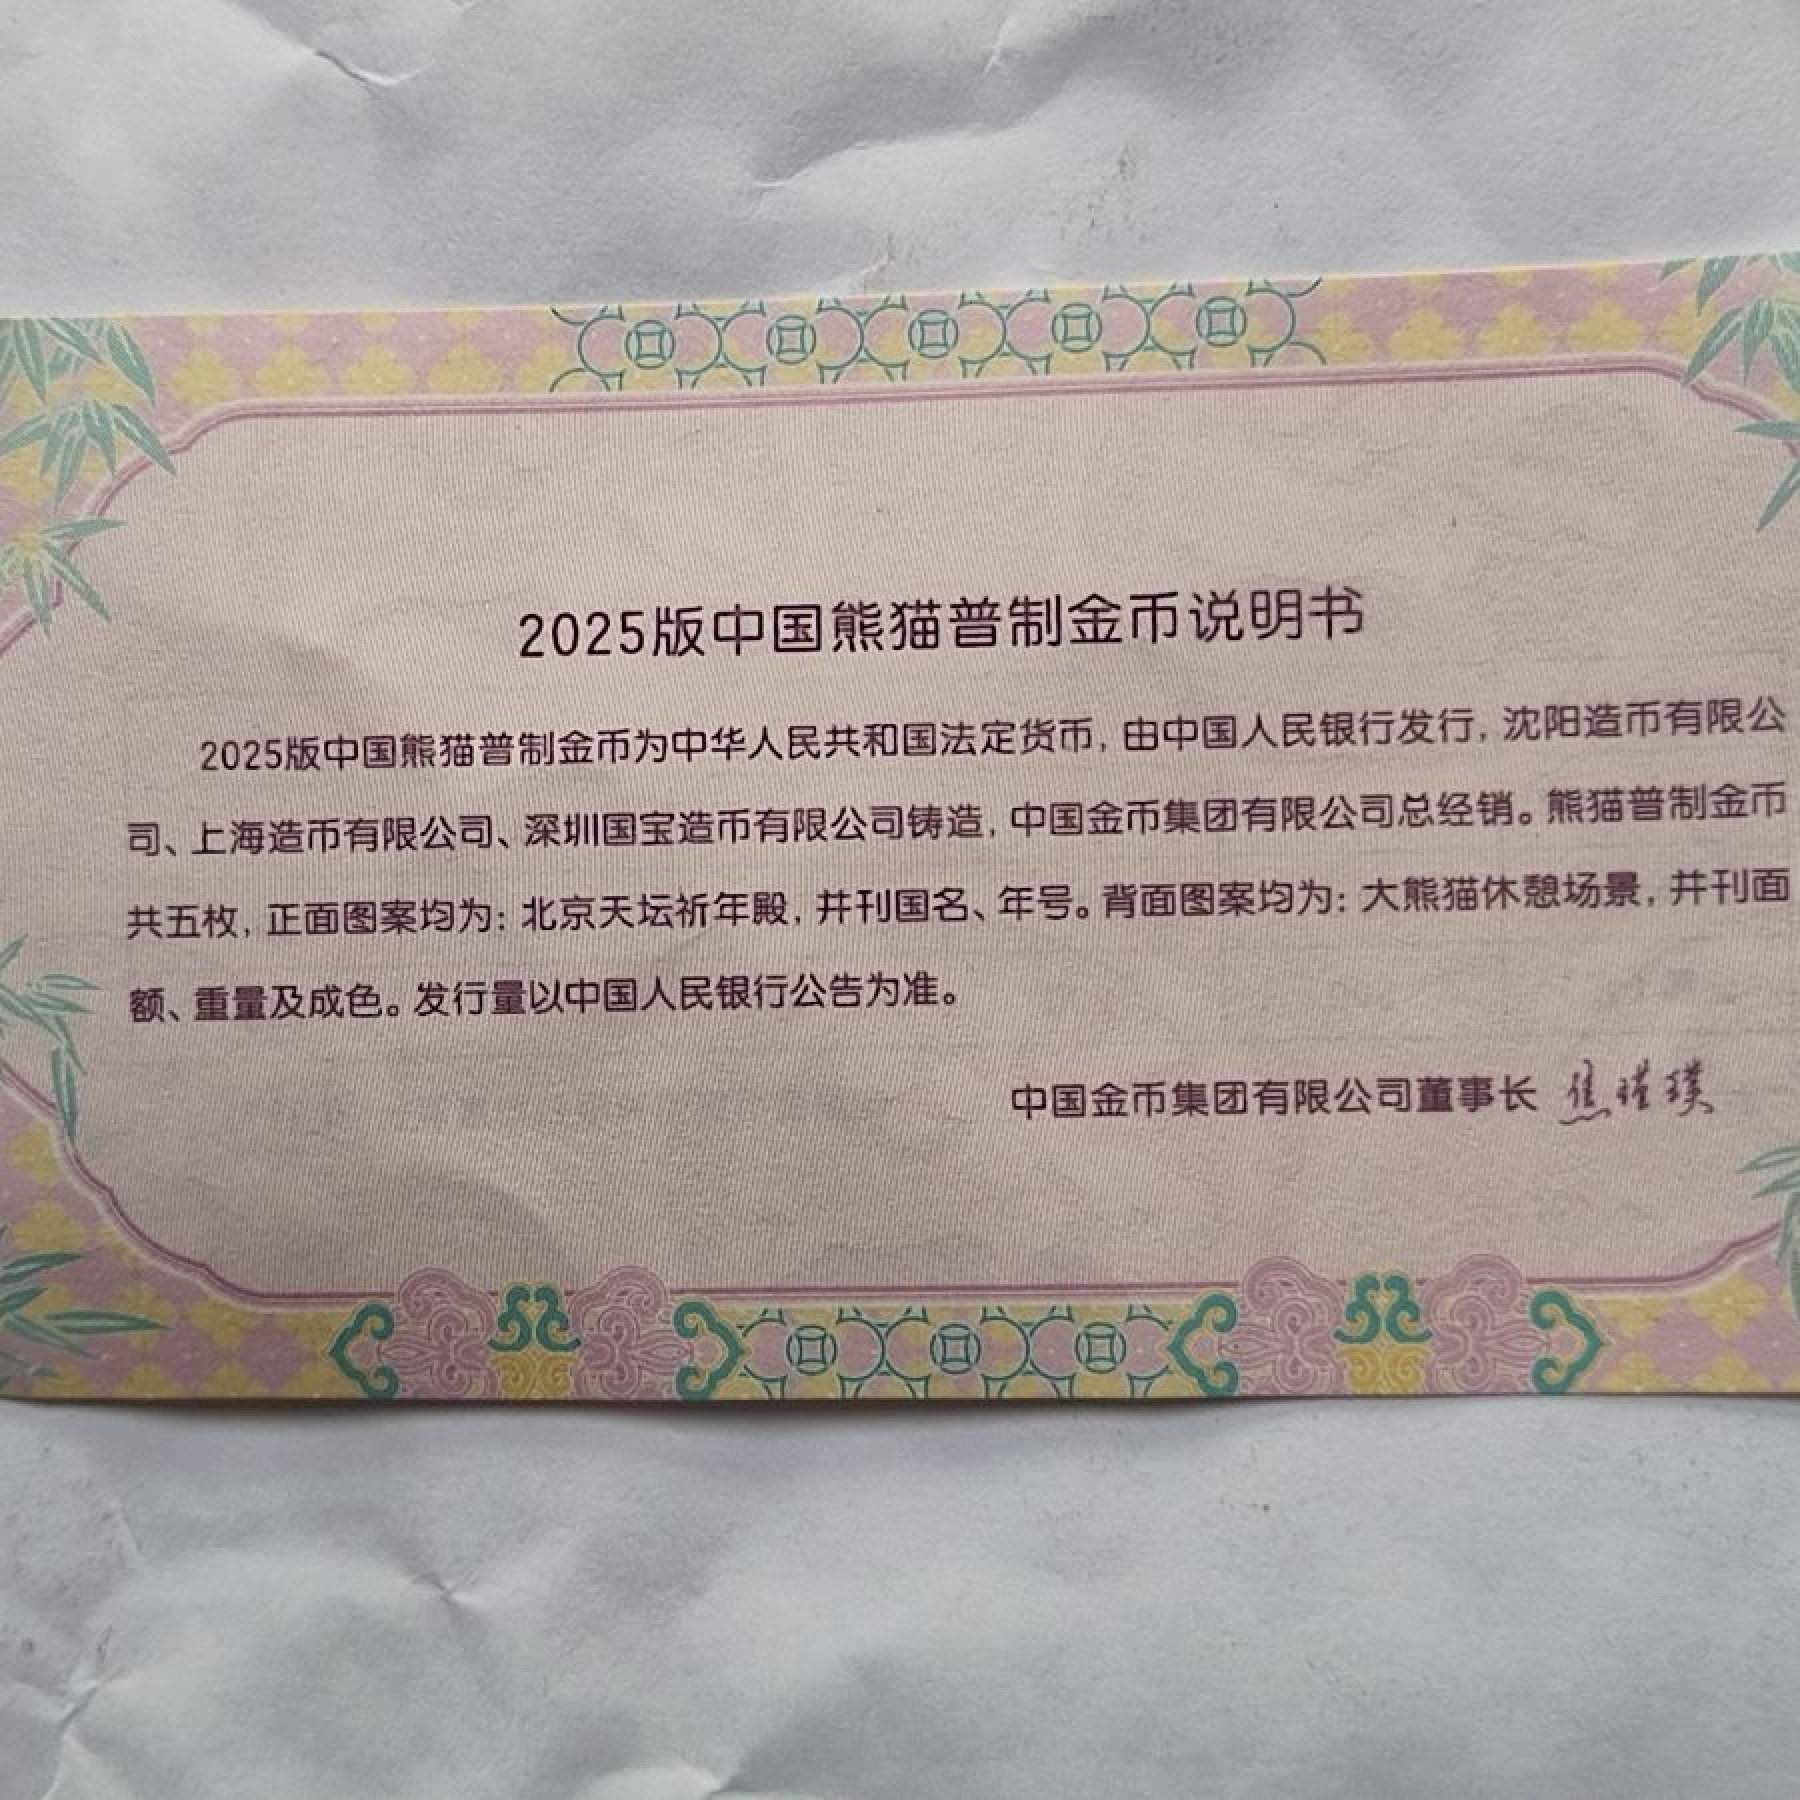 2025版中国熊猫普制金币说明书
2025版中国熊猫普制金币为中华人民共和国法定货币，由中国人民银行发行，沈阳造币有限公
司、上海造币有限公司、深圳国宝造币有限公司铸造，中国金币集团有限公司总经销。熊猫普制金币
共五枚，正面图案均为：北京天坛祈年殿，并刊国名、年号。背面图案均为：大熊猫休憩场景，并刊面
额、重量及成色。发行量以中国人民银行公告为准。
中国金币集团有限公司董事长 焦瑾璞